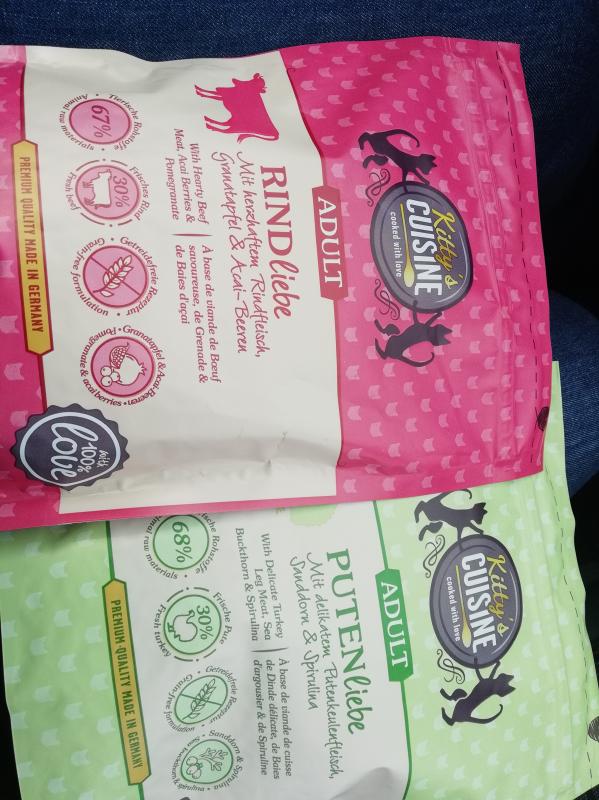 Kitty's
CUISINE
cooked with love
ADULT
RINDliebe
Mit herzhaftem Rindfleisch,
Granatapfel & Acai-Beeren
With Hearty Beef
Meat, Acai Berries &
Pomegranate
À base de viande de Bœuf
savoureuse, de Grenade &
de Baies d'açai
Tierische Rohstoffe
67%
Animal raw materials
Frisches Rind
30%
Fresh beef
Getreidefreie Rezeptur
Grain-free formulation
Granatapfel & Acai-Beeren
Pomegranate & acai berries
PREMIUM QUALITY MADE IN GERMANY
with
100%
love
Kitty's
CUISINE
cooked with love
ADULT
PUTENliebe
Mit delikatem Putenkeulenfleisch,
Sanddorn & Spirulina
With Delicate Turkey
Leg Meat, Sea
Buckthorn & Spirulina
À base de viande de cuisse
de Dinde délicate, de Baies
d'argousier & de Spiruline
68%
raw materials
Frische Pute
30%
Fresh turkey
Getreidefreie Rezeptur
Grain-free formulation
Sanddorn & Spirulina
Sea buckthorn & spirulina
PREMIUM-QUALITY MADE IN GERMANY